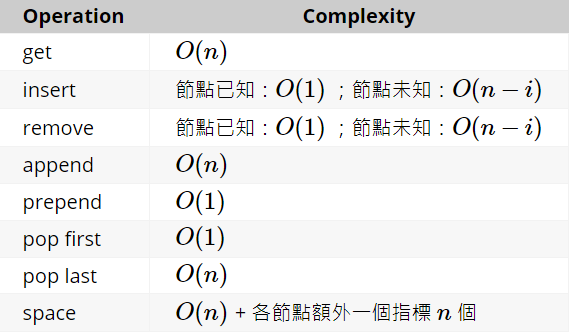 Operation Complexity
get O(n)
insert 節點已知：O(1) ；節點未知：O(n − i)
remove 節點已知：O(1) ；節點未知：O(n − i)
append O(n)
prepend O(1)
pop first O(1)
pop last O(n)
space O(n) + 各節點額外一個指標 n 個